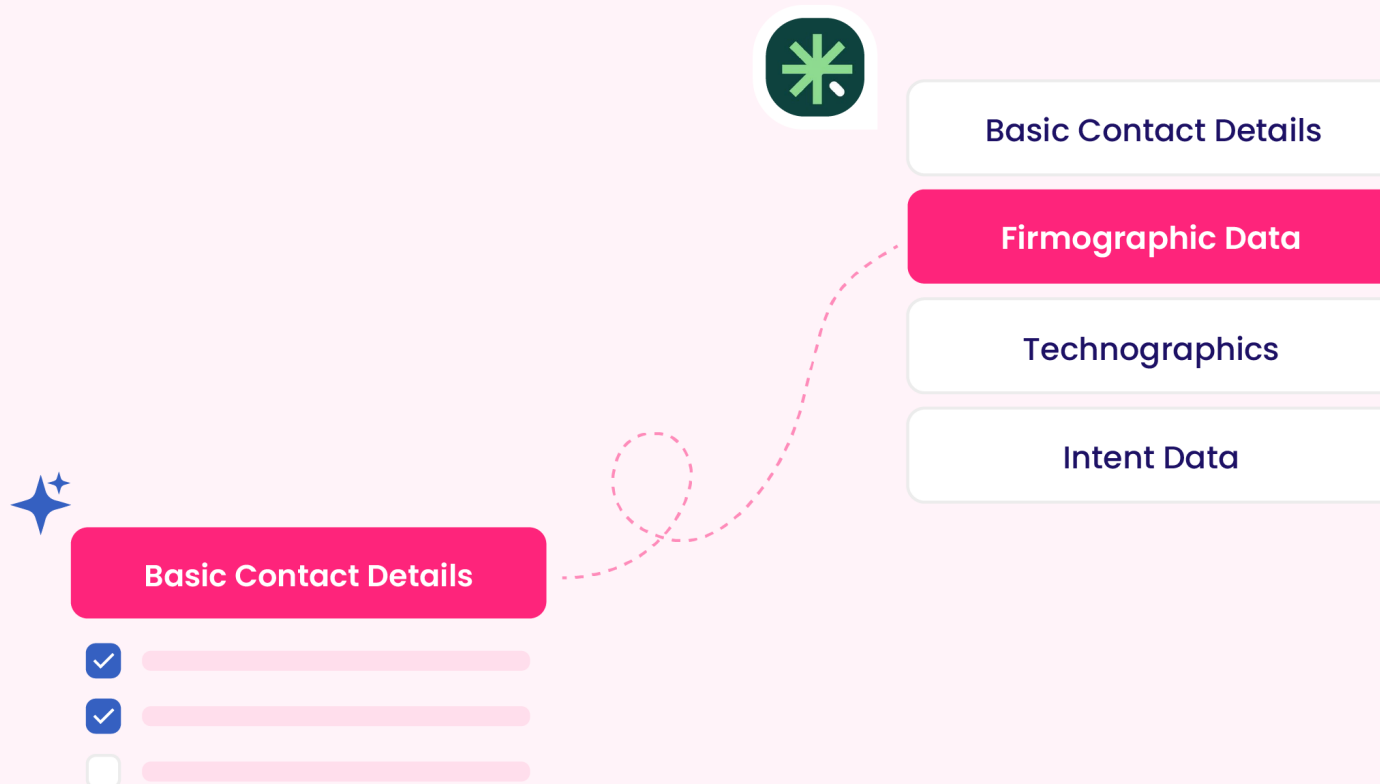 Basic Contact Details
Firmographic Data
Technographics
Intent Data
Basic Contact Details